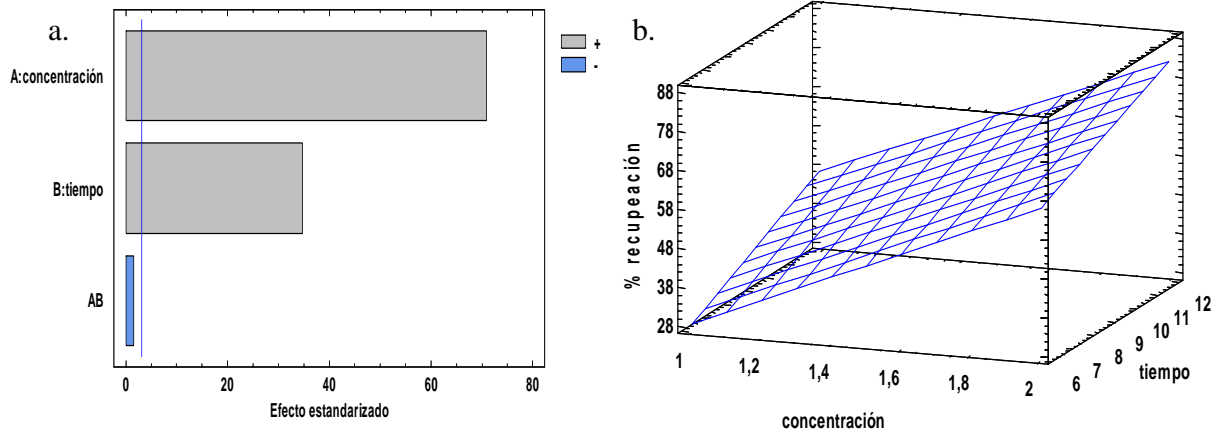 a.
A:concentración
B:tiempo
AB
0 20 40 60 80
Efecto estandarizado
+
-
b.
% recupeación
88
78
68
58
48
38
28
1 1,2 1,4 1,6 1,8 2
concentración
6 7 8 9 10 11 12
tiempo